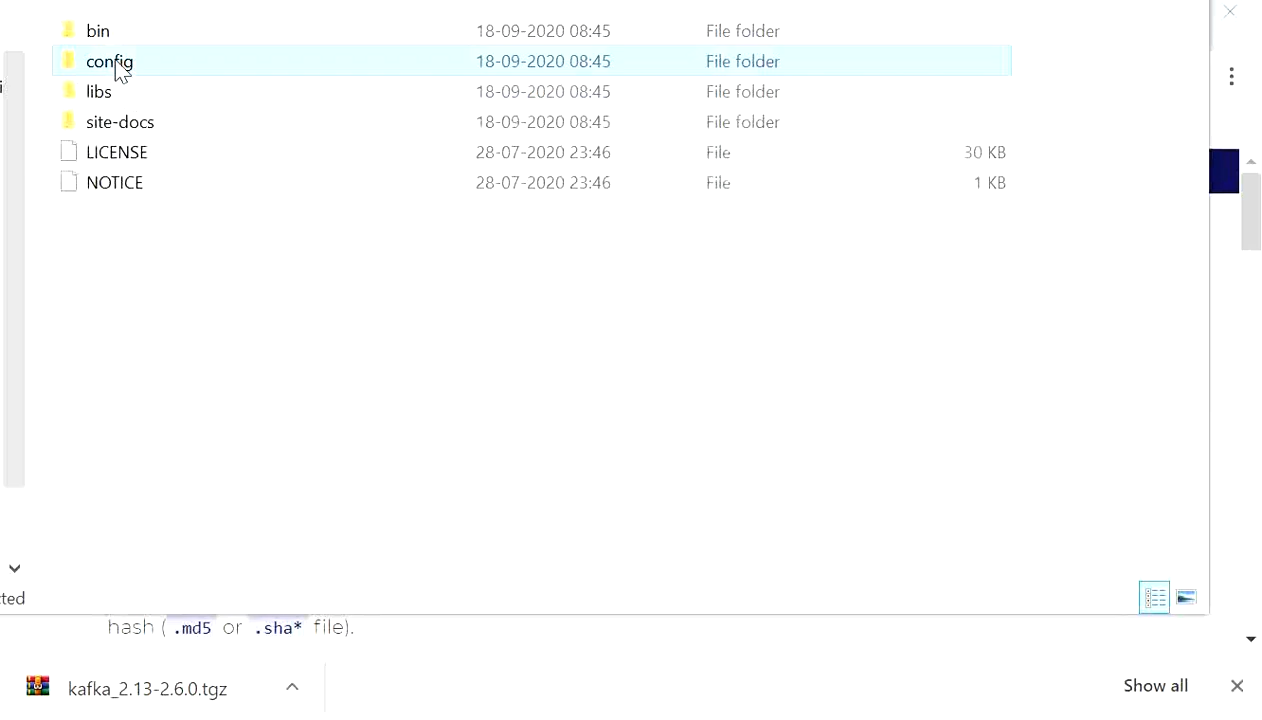 bin 18-09-2020 08:45 File folder
config 18-09-2020 08:45 File folder
libs 18-09-2020 08:45 File folder
site-docs 18-09-2020 08:45 File folder
LICENSE 28-07-2020 23:46 File 30 KB
NOTICE 28-07-2020 23:46 File 1 KB
cted
hash ( .md5 or .sha* file).
kafka_2.13-2.6.0.tgz Show all